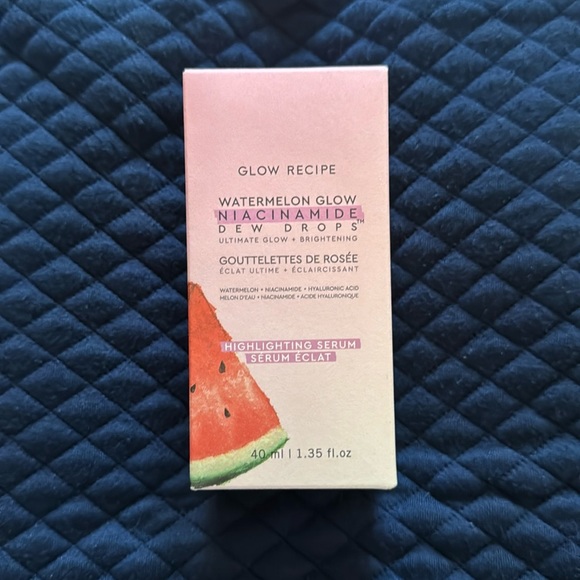 GLOW RECIPE
WATERMELON GLOW
NIACINAMIDE
DEW DROPS™
ULTIMATE GLOW + BRIGHTENING
GOUTTELETTES DE ROSÉE
ÉCLAT ULTIME + ÉCLAIRCISSANT
WATERMELON + NIACINAMIDE + HYALURONIC ACID
MELON D'EAU + NIACINAMIDE + ACIDE HYALURONIQUE
HIGHLIGHTING SERUM
SÉRUM ÉCLAT
40 ml | 1.35 fl.oz